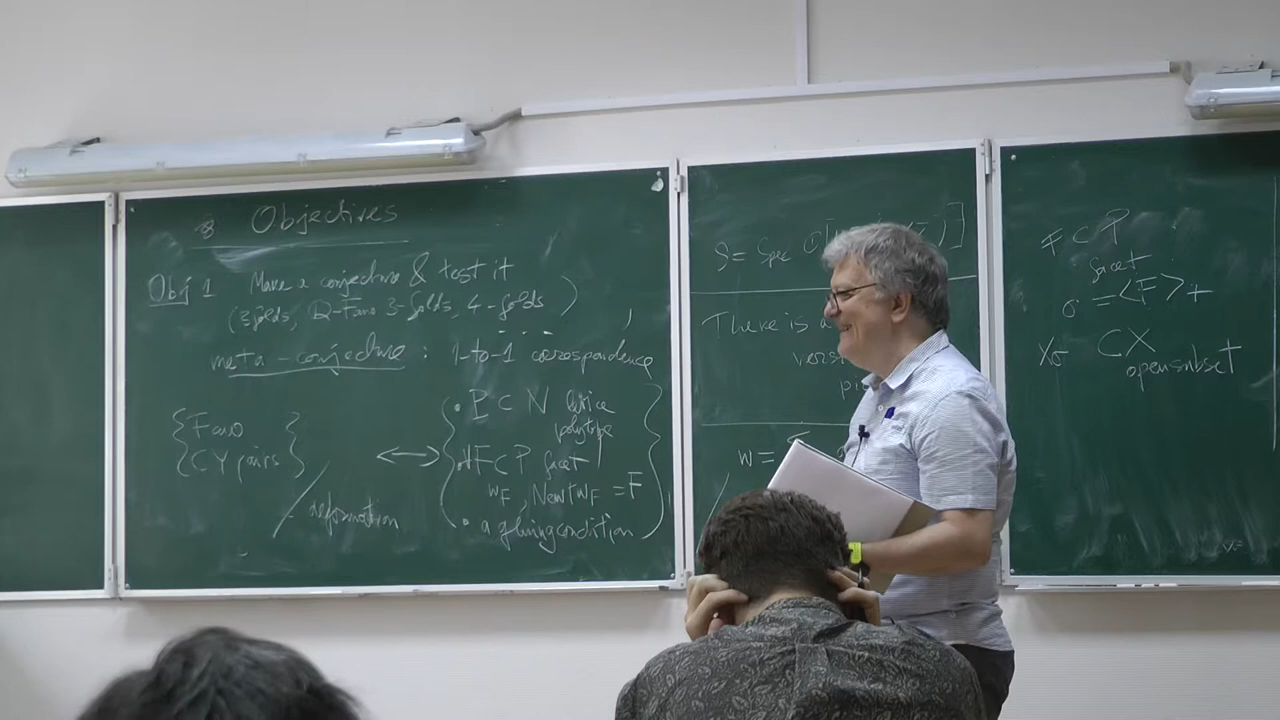 Objectives
Obj 1 Make a conjecture & test it
(3folds, Q-Fano 3-folds, 4-folds ...),
meta-conjecture : 1-to-1 correspondence
{ Fano
CY pairs } / deformation
↔
{ • P ⊂ N lattice
polytope
• ∀F ⊂ P facet
w_F, Newt w_F = F
• a gluing condition }
S = Spec ]
There is a
w =
F ⊂ P
facet
σ = <F>+
X_σ ⊂ X
open subset